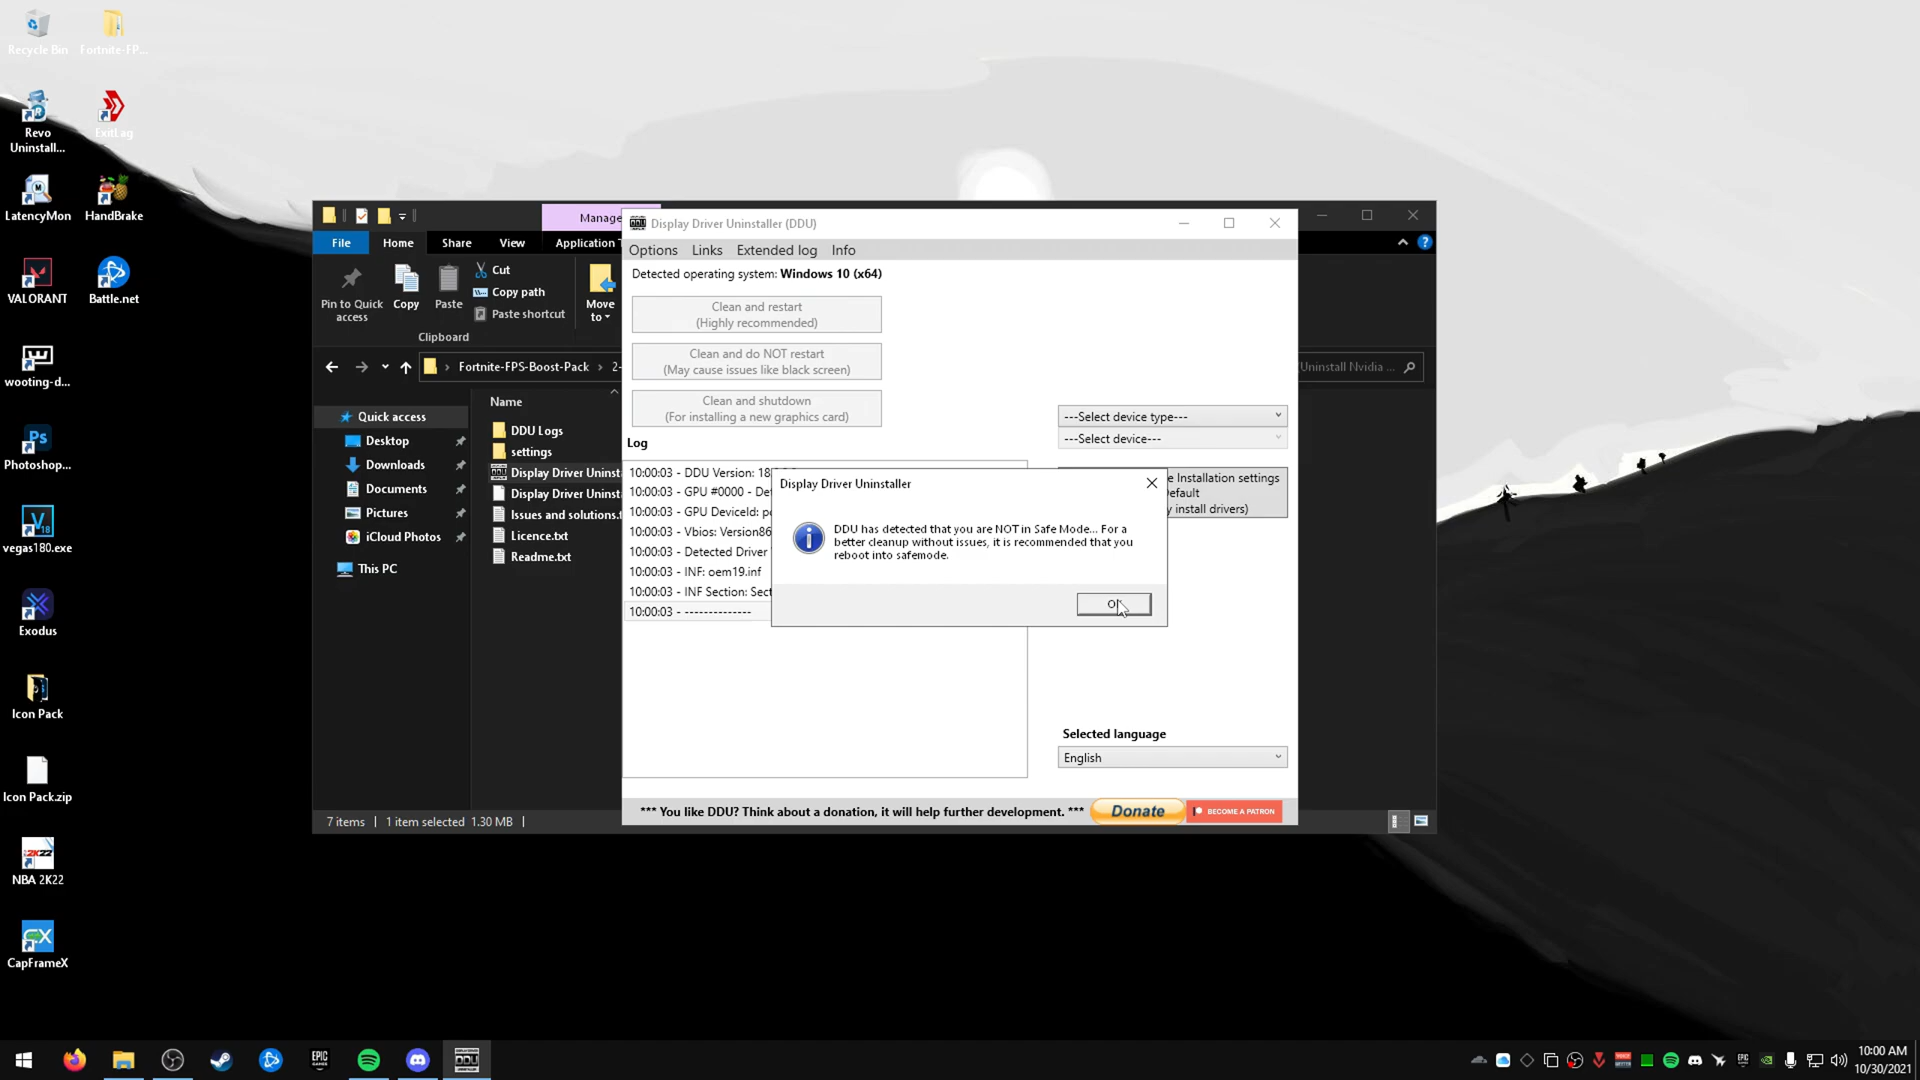 Recycle Bin
Fortnite-FP...
Revo
Uninstall...
ExitLag
LatencyMon
HandBrake
VALORANT
Battle.net
wooting-d...
Photoshop...
vegas180.exe
Exodus
Icon Pack
Icon Pack.zip
NBA 2K22
CapFrameX
Manage
File
Home
Share
View
Application
Pin to Quick
access
Copy
Paste
Cut
Copy path
Paste shortcut
Move
to
Clipboard
Fortnite-FPS-Boost-Pack
2-
Uninstall Nvidia ...
Quick access
Desktop
Downloads
Documents
Pictures
iCloud Photos
This PC
Name
DDU Logs
settings
Display Driver Uninst
Display Driver Uninst
Issues and solutions.t
Licence.txt
Readme.txt
7 items
1 item selected 1.30 MB
Display Driver Uninstaller (DDU)
Options
Links
Extended log
Info
Detected operating system: Windows 10 (x64)
Clean and restart
(Highly recommended)
Clean and do NOT restart
(May cause issues like black screen)
Clean and shutdown
(For installing a new graphics card)
Log
---Select device type---
---Select device---
10:00:03 - DDU Version: 18
10:00:03 - GPU #0000 - Det
10:00:03 - GPU DeviceId: pc
10:00:03 - Vbios: Version86
10:00:03 - Detected Driver
10:00:03 - INF: oem19.inf
10:00:03 - INF Section: Sect
10:00:03 - --------------
e Installation settings
efault
y install drivers)
Display Driver Uninstaller
DDU has detected that you are NOT in Safe Mode... For a
better cleanup without issues, it is recommended that you
reboot into safemode.
Selected language
English
*** You like DDU? Think about a donation, it will help further development. ***
Donate
BECOME A PATRON
EPIC
GAMES
DDU
10:00 AM
10/30/2021